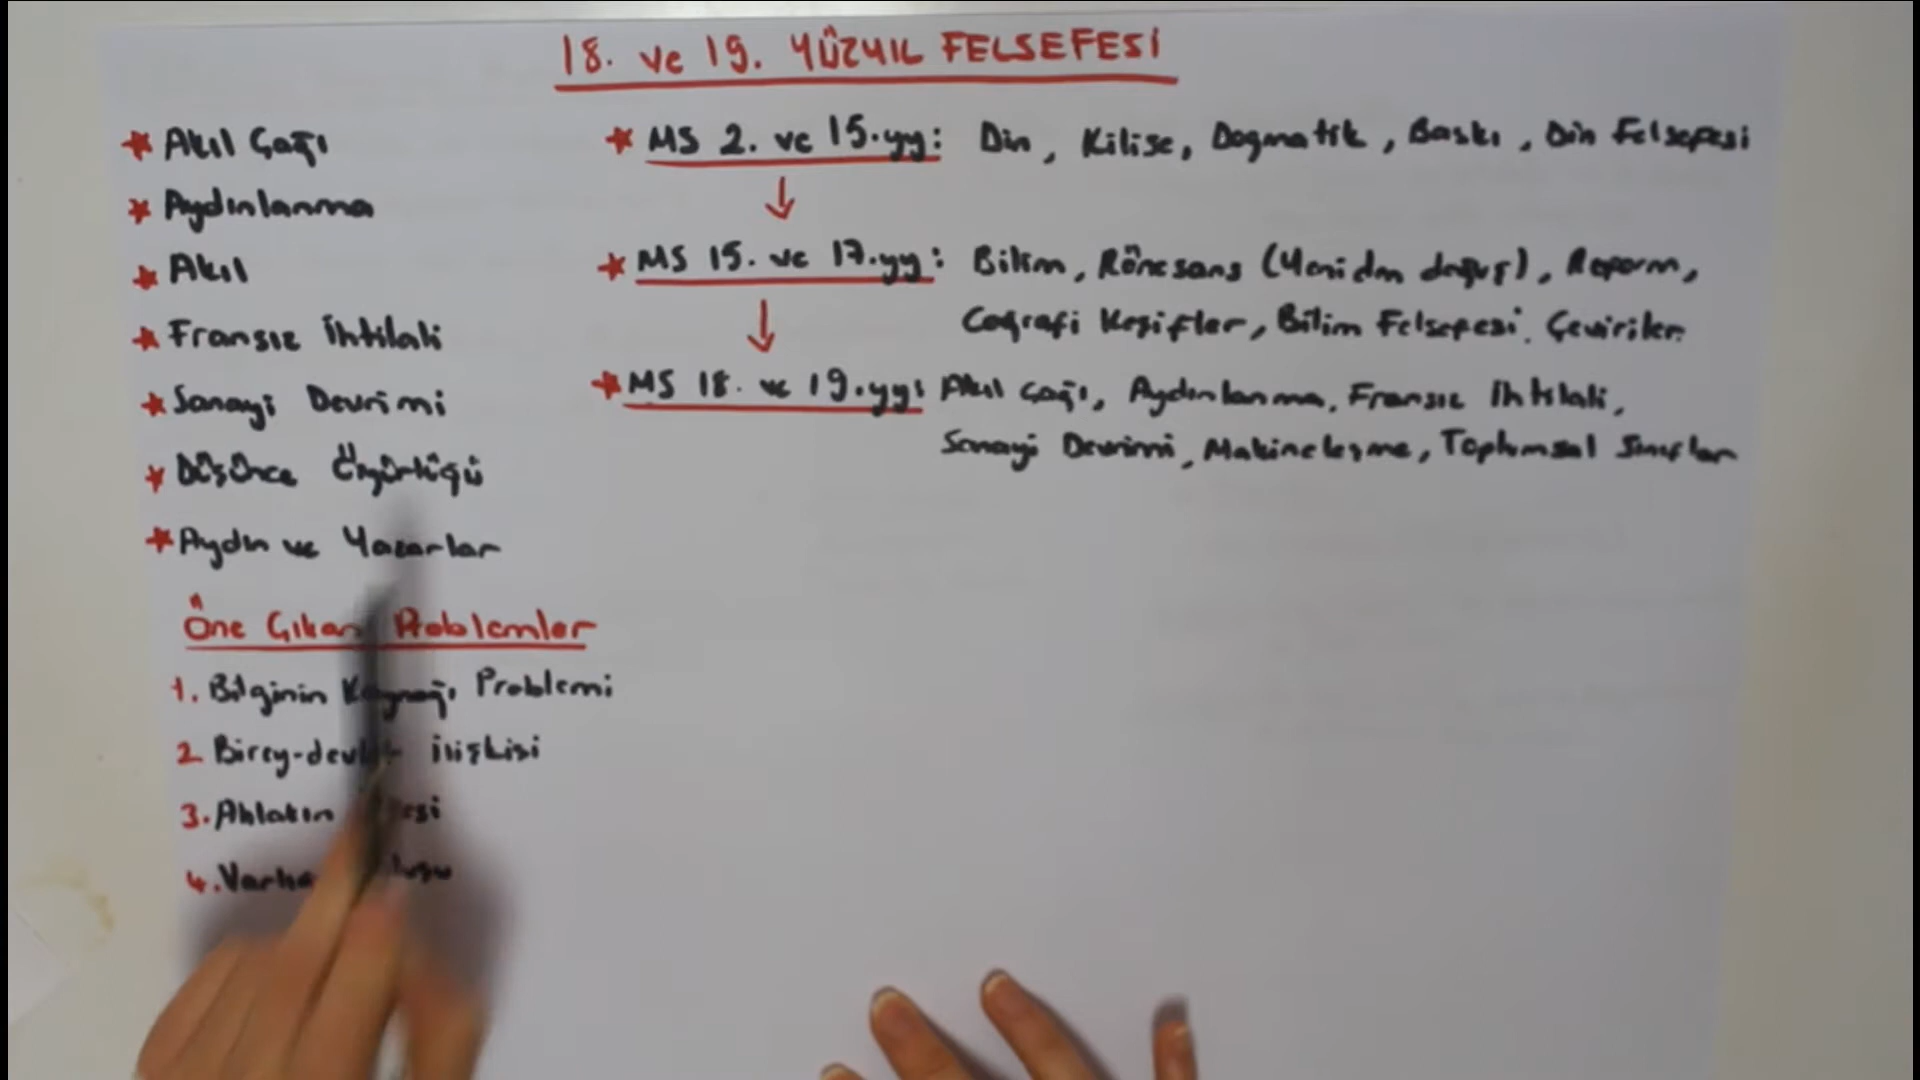 18. ve 19. YÜZYIL FELSEFESİ
★ Akıl Çağı
★ Aydınlanma
★ Akıl
★ Fransız İhtilali
★ Sanayi Devrimi
★ Düşünce Özgürlüğü
★ Aydın ve Yazarlar
Öne Çıkan Problemler
1. Bilginin Kaynağı Problemi
2 Birey-devlet ilişkisi
3. Ahlakın
4.
★ MS 2. ve 15.yy: Din, Kilise, Dogmatik, Baskı, Din Felsefesi
↓
★ MS 15. ve 17.yy: Bilim, Rönesans (Yeniden doğuş), Reform,
Coğrafi Keşifler, Bilim Felsefesi. Çeviriler
↓
★ MS 18. ve 19.yy: Akıl Çağı, Aydınlanma, Fransız İhtilali,
Sanayi Devrimi, Makineleşme, Toplumsal Sınıflar